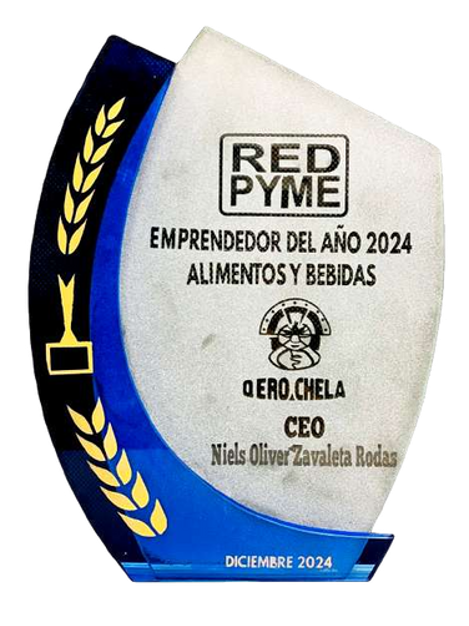 RED
PYME
EMPRENDEDOR DEL AÑO 2024
ALIMENTOS Y BEBIDAS
QERO.CHELA
CEO
Niels Oliver Zavaleta Rodas
DICIEMBRE 2024